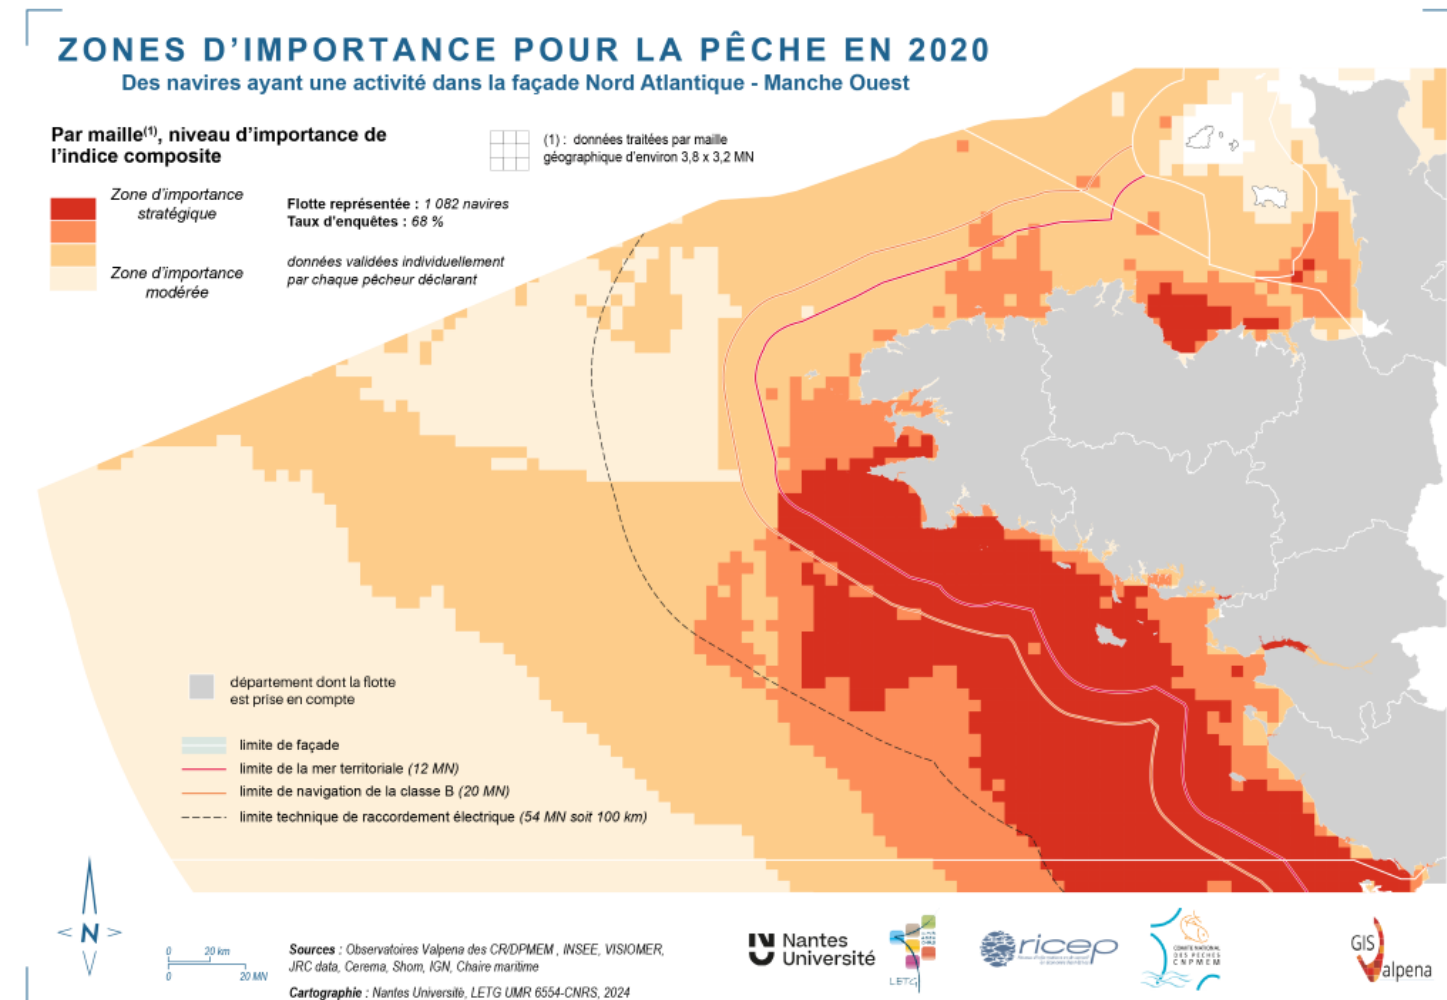 ZONES D’IMPORTANCE POUR LA PÊCHE EN 2020
Des navires ayant une activité dans la façade Nord Atlantique - Manche Ouest
Par maille(1), niveau d’importance de
l’indice composite
(1) : données traitées par maille
géographique d’environ 3,8 x 3,2 MN
Zone d’importance
stratégique
Flotte représentée : 1 082 navires
Taux d’enquêtes : 68 %
données validées individuellement
par chaque pêcheur déclarant
Zone d’importance
modérée
département dont la flotte
est prise en compte
limite de façade
limite de la mer territoriale (12 MN)
limite de navigation de la classe B (20 MN)
limite technique de raccordement électrique (54 MN soit 100 km)
N
0 20 km
0 20 MN
Sources : Observatoires Valpena des CR/DPMEM , INSEE, VISIOMER,
JRC data, Cerema, Shom, IGN, Chaire maritime
Cartographie : Nantes Université, LETG UMR 6554-CNRS, 2024
Nantes
Université
LETG
ricep
COMITÉ NATIONAL
DES PÊCHES
CNPMEM
GIS
alpena